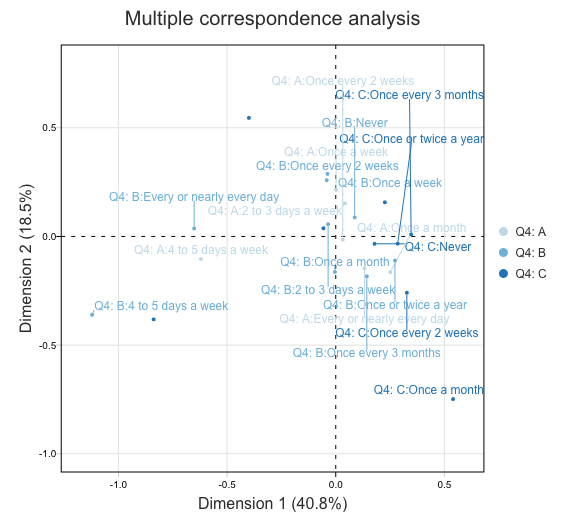 Multiple correspondence analysis
Q4: A:Once every 2 weeks
Q4: C:Once every 3 months
Q4: B:Never
Q4: C:Once or twice a year
Q4: A:Once a week
Q4: B:Once every 2 weeks
Q4: B:Once a week
Q4: B:Every or nearly every day
Q4: A:2 to 3 days a week
Q4: A:Once a month
Q4: A:4 to 5 days a week
Q4: C:Never
Q4: B:Once a month
Q4: B:2 to 3 days a week
Q4: B:4 to 5 days a week
Q4: B:Once or twice a year
Q4: A:Every or nearly every day
Q4: C:Once every 2 weeks
Q4: B:Once every 3 months
Q4: C:Once a month
0.5
0.0
-0.5
-1.0
Dimension 2 (18.5%)
-1.0
-0.5
0.0
0.5
Dimension 1 (40.8%)
Q4: A
Q4: B
Q4: C